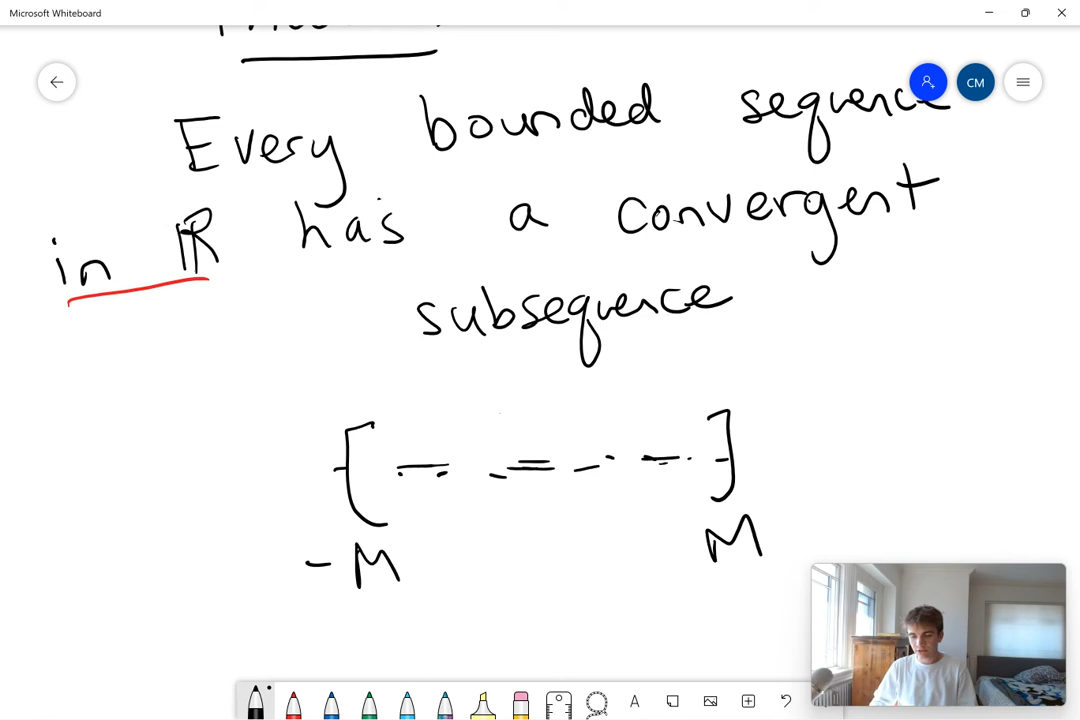 Microsoft Whiteboard
Every bounded sequence
in ℝ has a convergent
subsequence
[ ]
-M M
CM
A